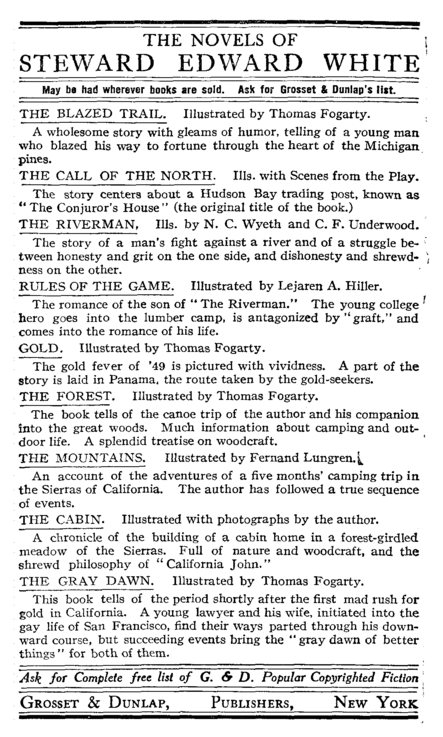 THE NOVELS OF
STEWARD EDWARD WHITE
May be had wherever books are sold. Ask for Grosset & Dunlap's list.
THE BLAZED TRAIL. Illustrated by Thomas Fogarty.
A wholesome story with gleams of humor, telling of a young man
who blazed his way to fortune through the heart of the Michigan
pines.
THE CALL OF THE NORTH. Ills. with Scenes from the Play.
The story centers about a Hudson Bay trading post, known as
"The Conjuror's House" (the original title of the book.)
THE RIVERMAN, Ills. by N. C. Wyeth and C. F. Underwood.
The story of a man's fight against a river and of a struggle be-
tween honesty and grit on the one side, and dishonesty and shrewd-
ness on the other.
RULES OF THE GAME. Illustrated by Lejaren A. Hiller.
The romance of the son of "The Riverman." The young college
hero goes into the lumber camp, is antagonized by "graft," and
comes into the romance of his life.
GOLD. Illustrated by Thomas Fogarty.
The gold fever of '49 is pictured with vividness. A part of the
story is laid in Panama, the route taken by the gold-seekers.
THE FOREST. Illustrated by Thomas Fogarty.
The book tells of the canoe trip of the author and his companion
into the great woods. Much information about camping and out-
door life. A splendid treatise on woodcraft.
THE MOUNTAINS. Illustrated by Fernand Lungren.
An account of the adventures of a five months' camping trip in
the Sierras of California. The author has followed a true sequence
of events.
THE CABIN. Illustrated with photographs by the author.
A chronicle of the building of a cabin home in a forest-girdled
meadow of the Sierras. Full of nature and woodcraft, and the
shrewd philosophy of "California John."
THE GRAY DAWN. Illustrated by Thomas Fogarty.
This book tells of the period shortly after the first mad rush for
gold in California. A young lawyer and his wife, initiated into the
gay life of San Francisco, find their ways parted through his down-
ward course, but succeeding events bring the "gray dawn of better
things" for both of them.
Ask for Complete free list of G. & D. Popular Copyrighted Fiction
GROSSET & DUNLAP, PUBLISHERS, NEW YORK